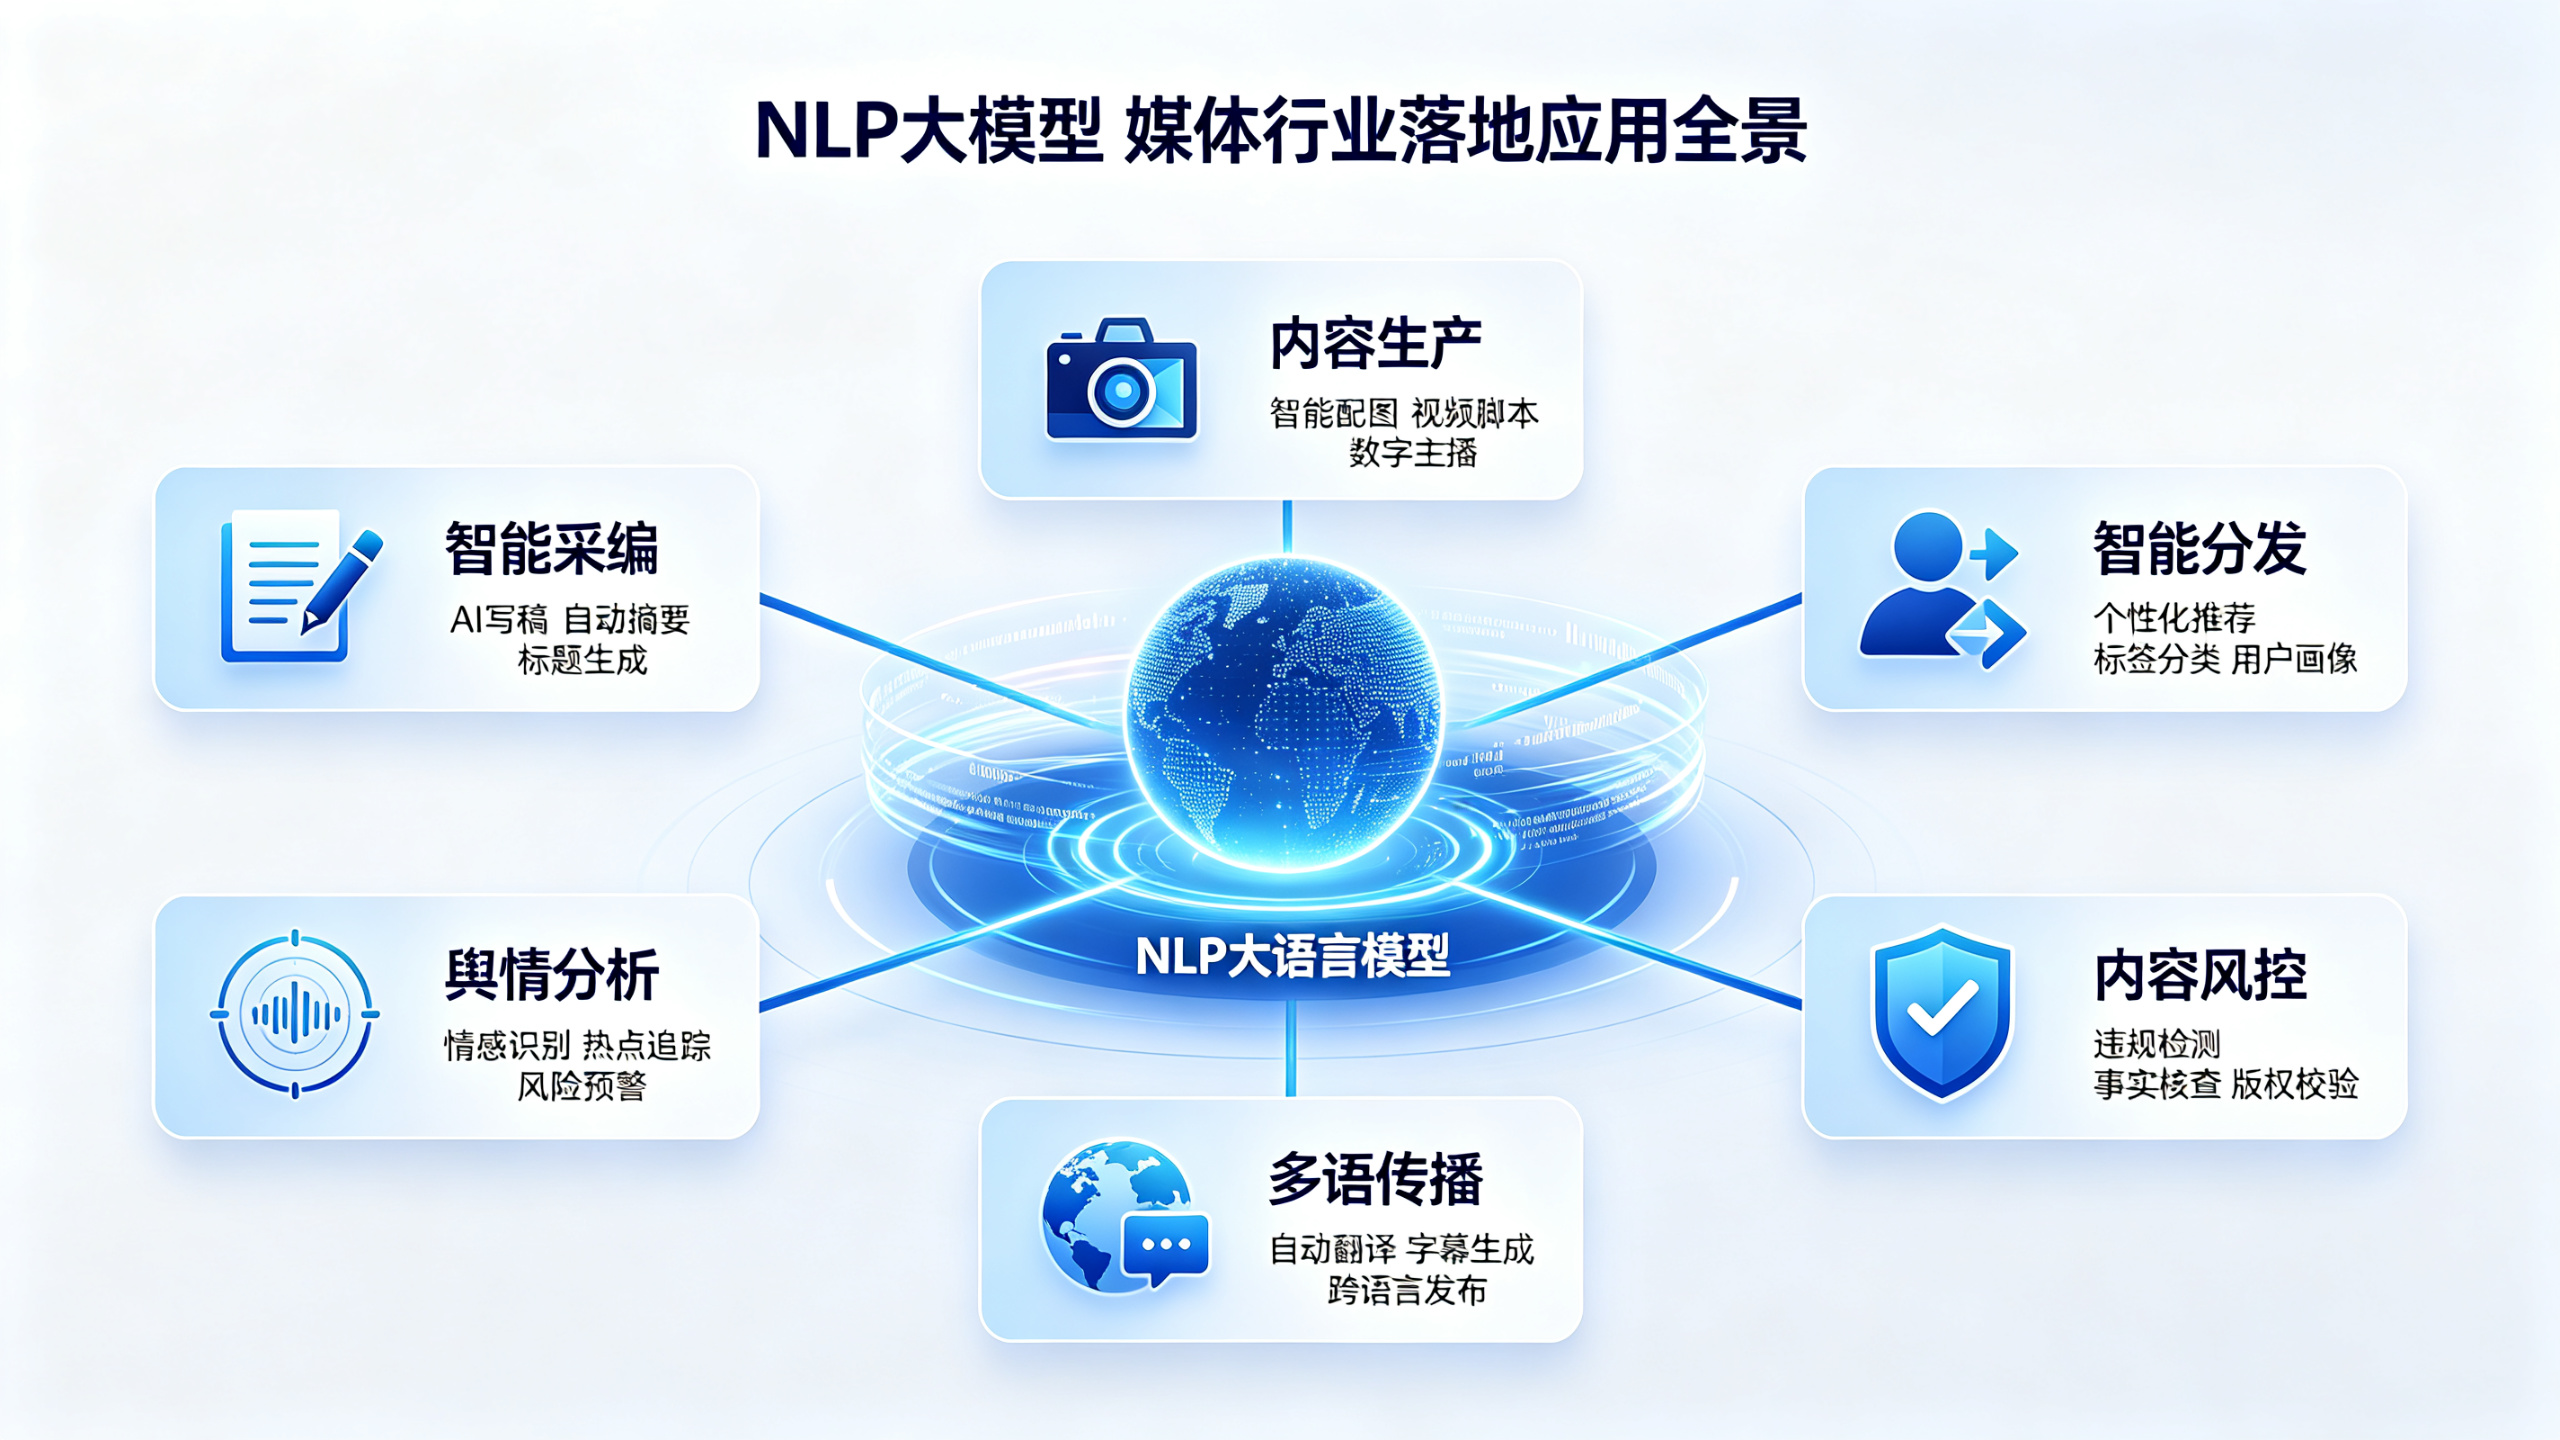 NLP大模型 媒体行业落地应用全景
内容生产
智能配图 视频脚本
数字主播
智能采编
AI写稿 自动摘要
标题生成
智能分发
个性化推荐
标签分类 用户画像
NLP大语言模型
舆情分析
情感识别 热点追踪
风险预警
内容风控
违规检测
事实核查 版权校验
多语传播
自动翻译 字幕生成
跨语言发布